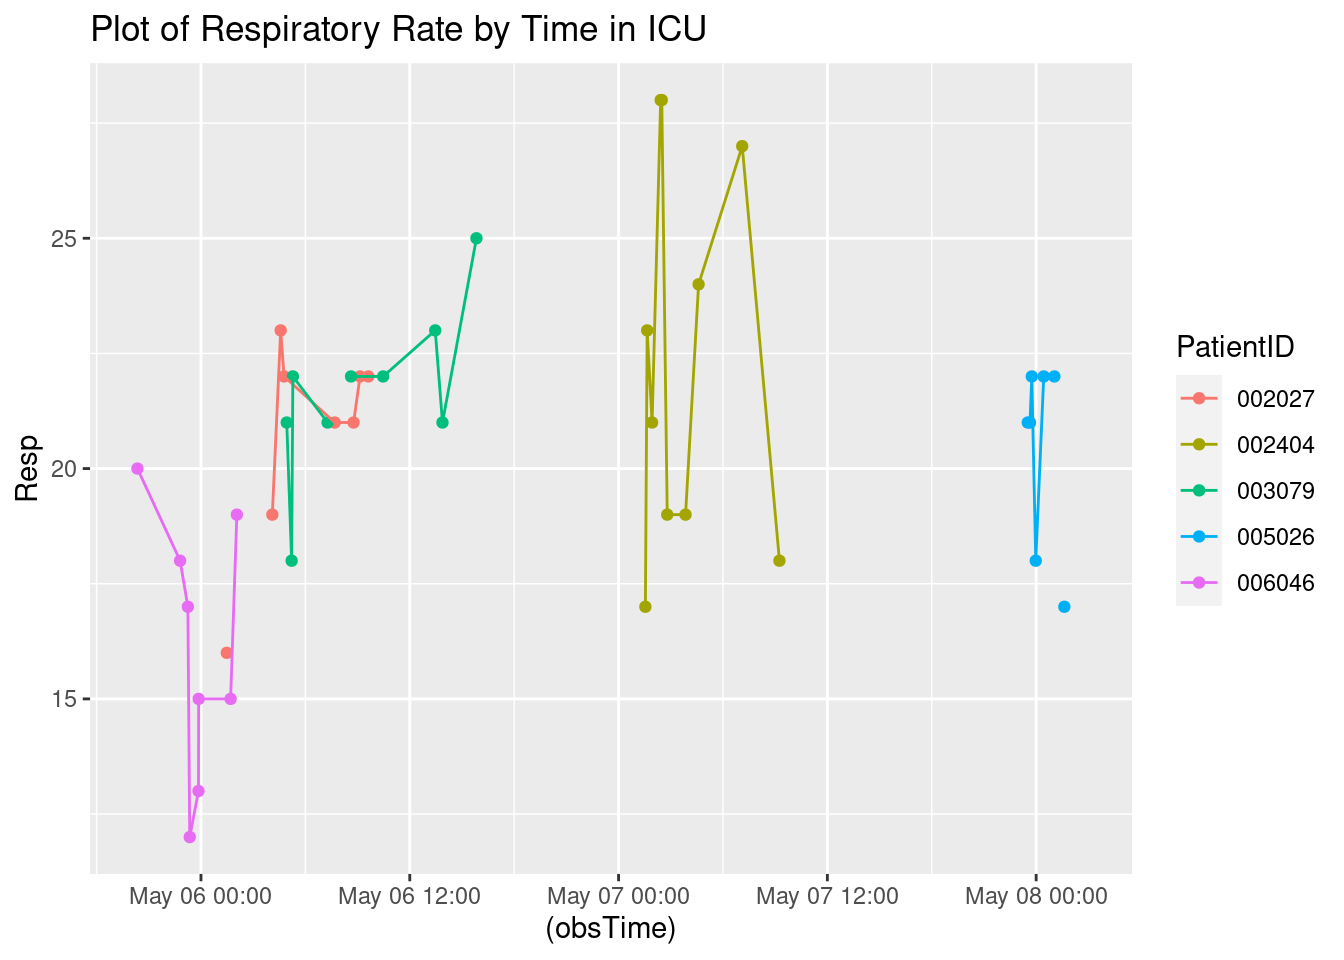 Plot of Respiratory Rate by Time in ICU
Resp
25
20
15
May 06 00:00
May 06 12:00
May 07 00:00
May 07 12:00
May 08 00:00
(obsTime)
PatientID
002027
002404
003079
005026
006046